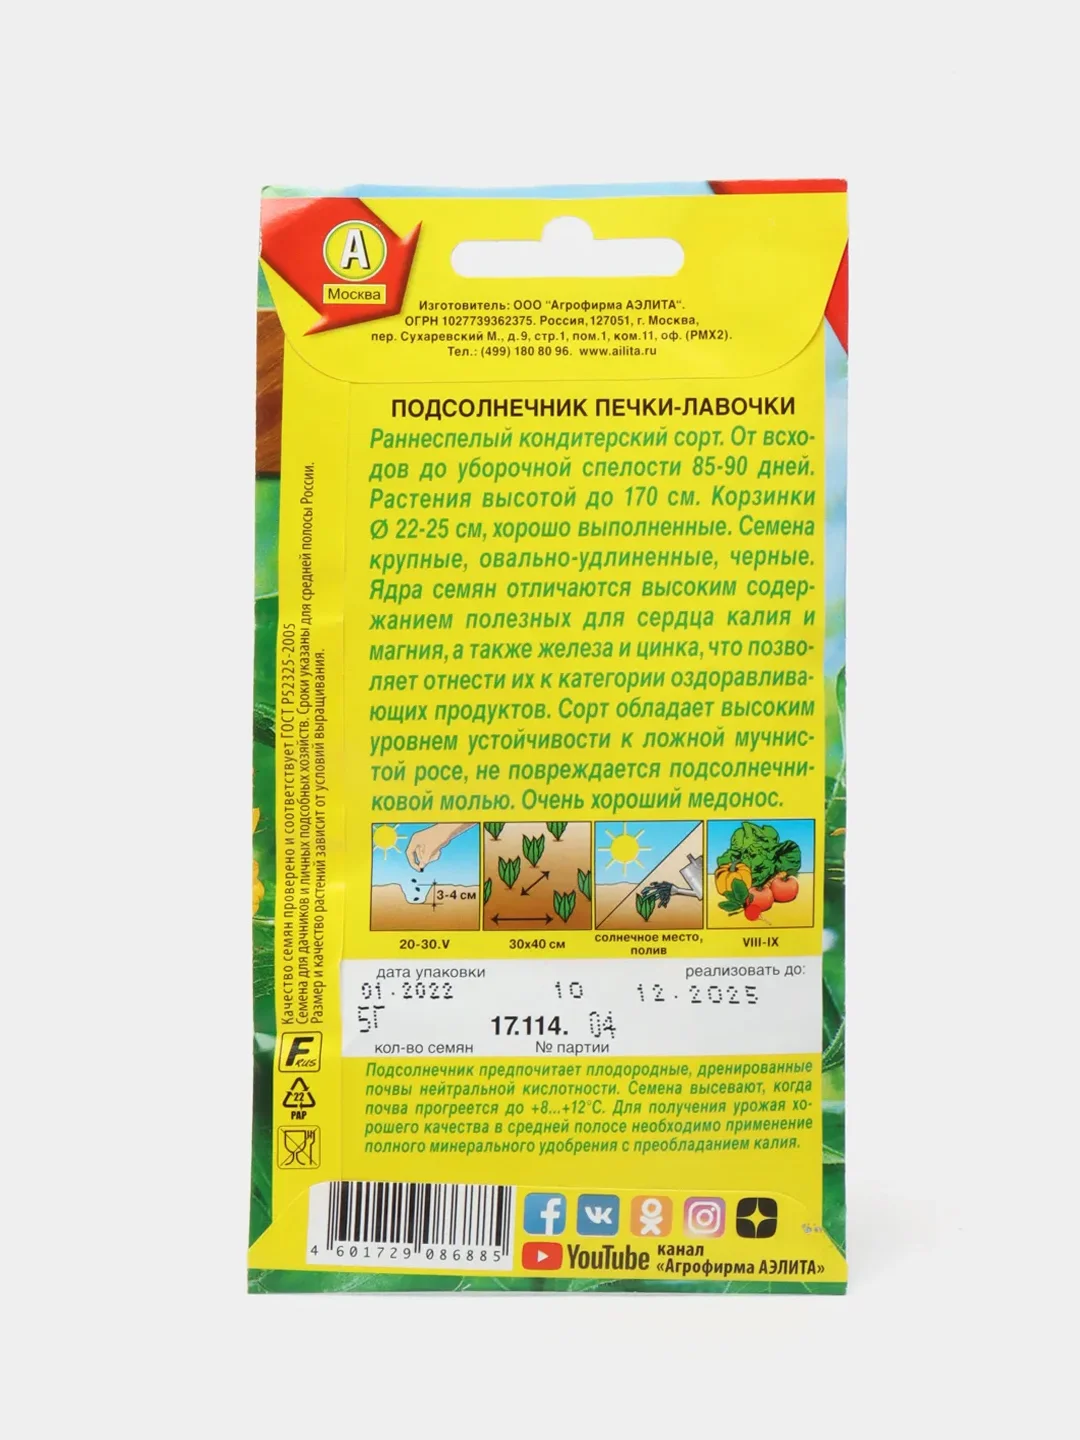 А
Москва
Изготовитель: ООО "Агрофирма АЭЛИТА".
ОГРН 1027739362375. Россия, 127051, г. Москва,
пер. Сухаревский М., д.9, стр.1, пом.1, ком.11, оф. (РМХ2).
Тел.: (499) 180 80 96. www.ailita.ru
ПОДСОЛНЕЧНИК ПЕЧКИ-ЛАВОЧКИ
Раннеспелый кондитерский сорт. От всхо-
дов до уборочной спелости 85-90 дней.
Растения высотой до 170 см. Корзинки
Ø 22-25 см, хорошо выполненные. Семена
крупные, овально-удлиненные, черные.
Ядра семян отличаются высоким содер-
жанием полезных для сердца калия и
магния, а также железа и цинка, что позво-
ляет отнести их к категории оздоравлива-
ющих продуктов. Сорт обладает высоким
уровнем устойчивости к ложной мучнис-
той росе, не повреждается подсолнечни-
ковой молью. Очень хороший медонос.
3-4 см
20-30.V
30х40 см
солнечное место,
полив
VIII-IX
дата упаковки
реализовать до:
01.2022
10
12.2025
5Г
17.114.
04
кол-во семян
№ партии
Подсолнечник предпочитает плодородные, дренированные
почвы нейтральной кислотности. Семена высевают, когда
почва прогреется до +8...+12°С. Для получения урожая хо-
рошего качества в средней полосе необходимо применение
полного минерального удобрения с преобладанием калия.
Качество семян проверено и соответствует ГОСТ Р52325-2005
Семена для дачников и личных подсобных хозяйств. Сроки указаны для средней полосы России.
Размер и качество растений зависит от условий выращивания.
F RUS
22
PAP
4 601729 086885
YouTube
канал
«Агрофирма АЭЛИТА»